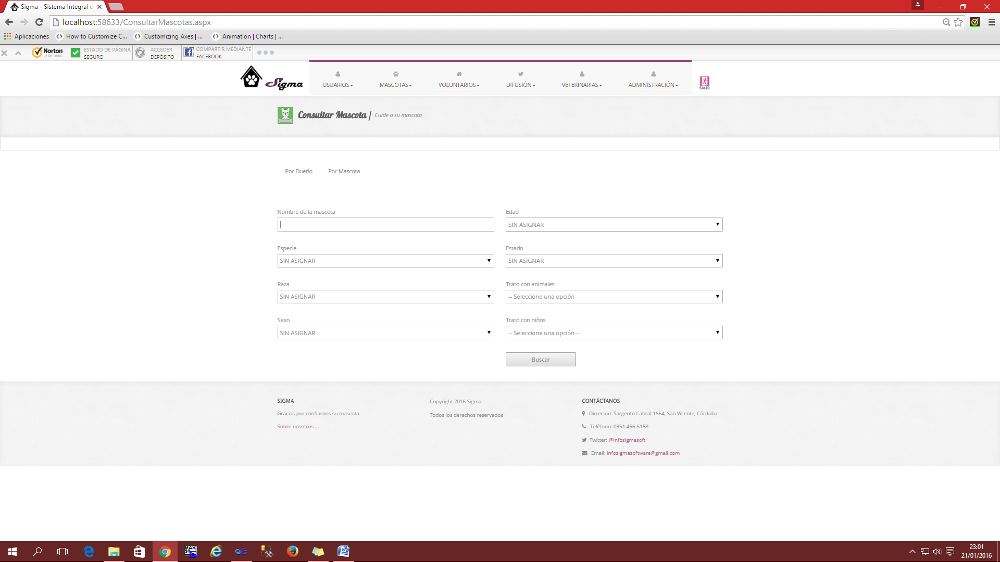 Sigma - Sistema Integral d
localhost:58633/ConsultarMascotas.aspx
Aplicaciones How to Customize C... Customizing Axes | ... Animation | Charts | ...
Norton by Symantec ESTADO DE PÁGINA SEGURO ACCEDER DEPÓSITO COMPARTIR MEDIANTE FACEBOOK
Sigma
USUARIOS MASCOTAS VOLUNTARIOS DIFUSIÓN VETERINARIAS ADMINISTRACIÓN SALIR
Consultar Mascota / Cuide a su mascota
Por Dueño Por Mascota
Nombre de la mascota Edad
SIN ASIGNAR
Especie Estado
SIN ASIGNAR SIN ASIGNAR
Raza Trato con animales
SIN ASIGNAR -- Seleccione una opción
Sexo Trato con niños
SIN ASIGNAR -- Seleccione una opción --
Buscar
SIGMA Copyright 2016 Sigma CONTÁCTANOS
Gracias por confiarnos su mascota Todos los derechos reservados Dirrecion: Sargento Cabral 1564, San Vicente, Córdoba
Sobre nosotros ... Teléfono: 0351 456-5158
Twitter: @infosigmasoft
Email: infosigmasoftware@gmail.com
MAX
ST
23:01
21/01/2016